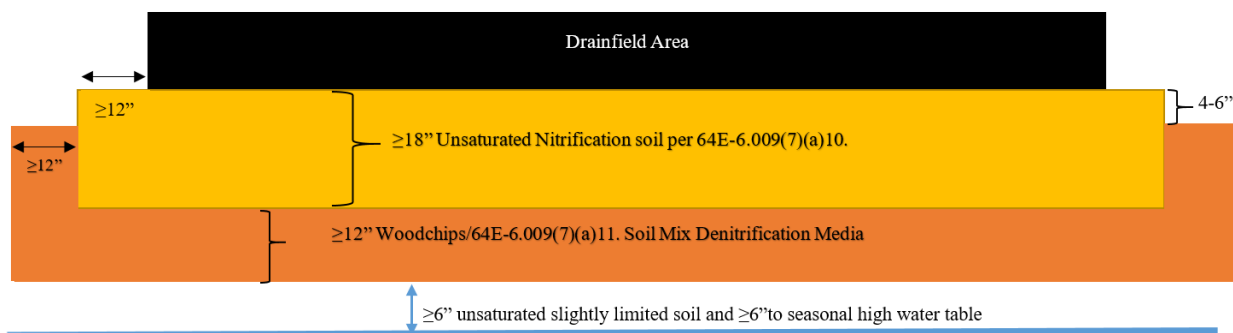 Drainfield Area
≥12”
4-6”
≥18” Unsaturated Nitrification soil per 64E-6.009(7)(a)10.
≥12”
≥12” Woodchips/64E-6.009(7)(a)11. Soil Mix Denitrification Media
≥6” unsaturated slightly limited soil and ≥6”to seasonal high water table